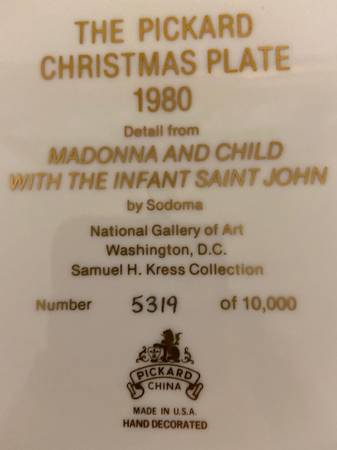 THE PICKARD
CHRISTMAS PLATE
1980
Detail from
MADONNA AND CHILD
WITH THE INFANT SAINT JOHN
by Sodoma
National Gallery of Art
Washington, D.C.
Samuel H. Kress Collection
Number 5319 of 10,000
PICKARD
CHINA
MADE IN U.S.A.
HAND DECORATED